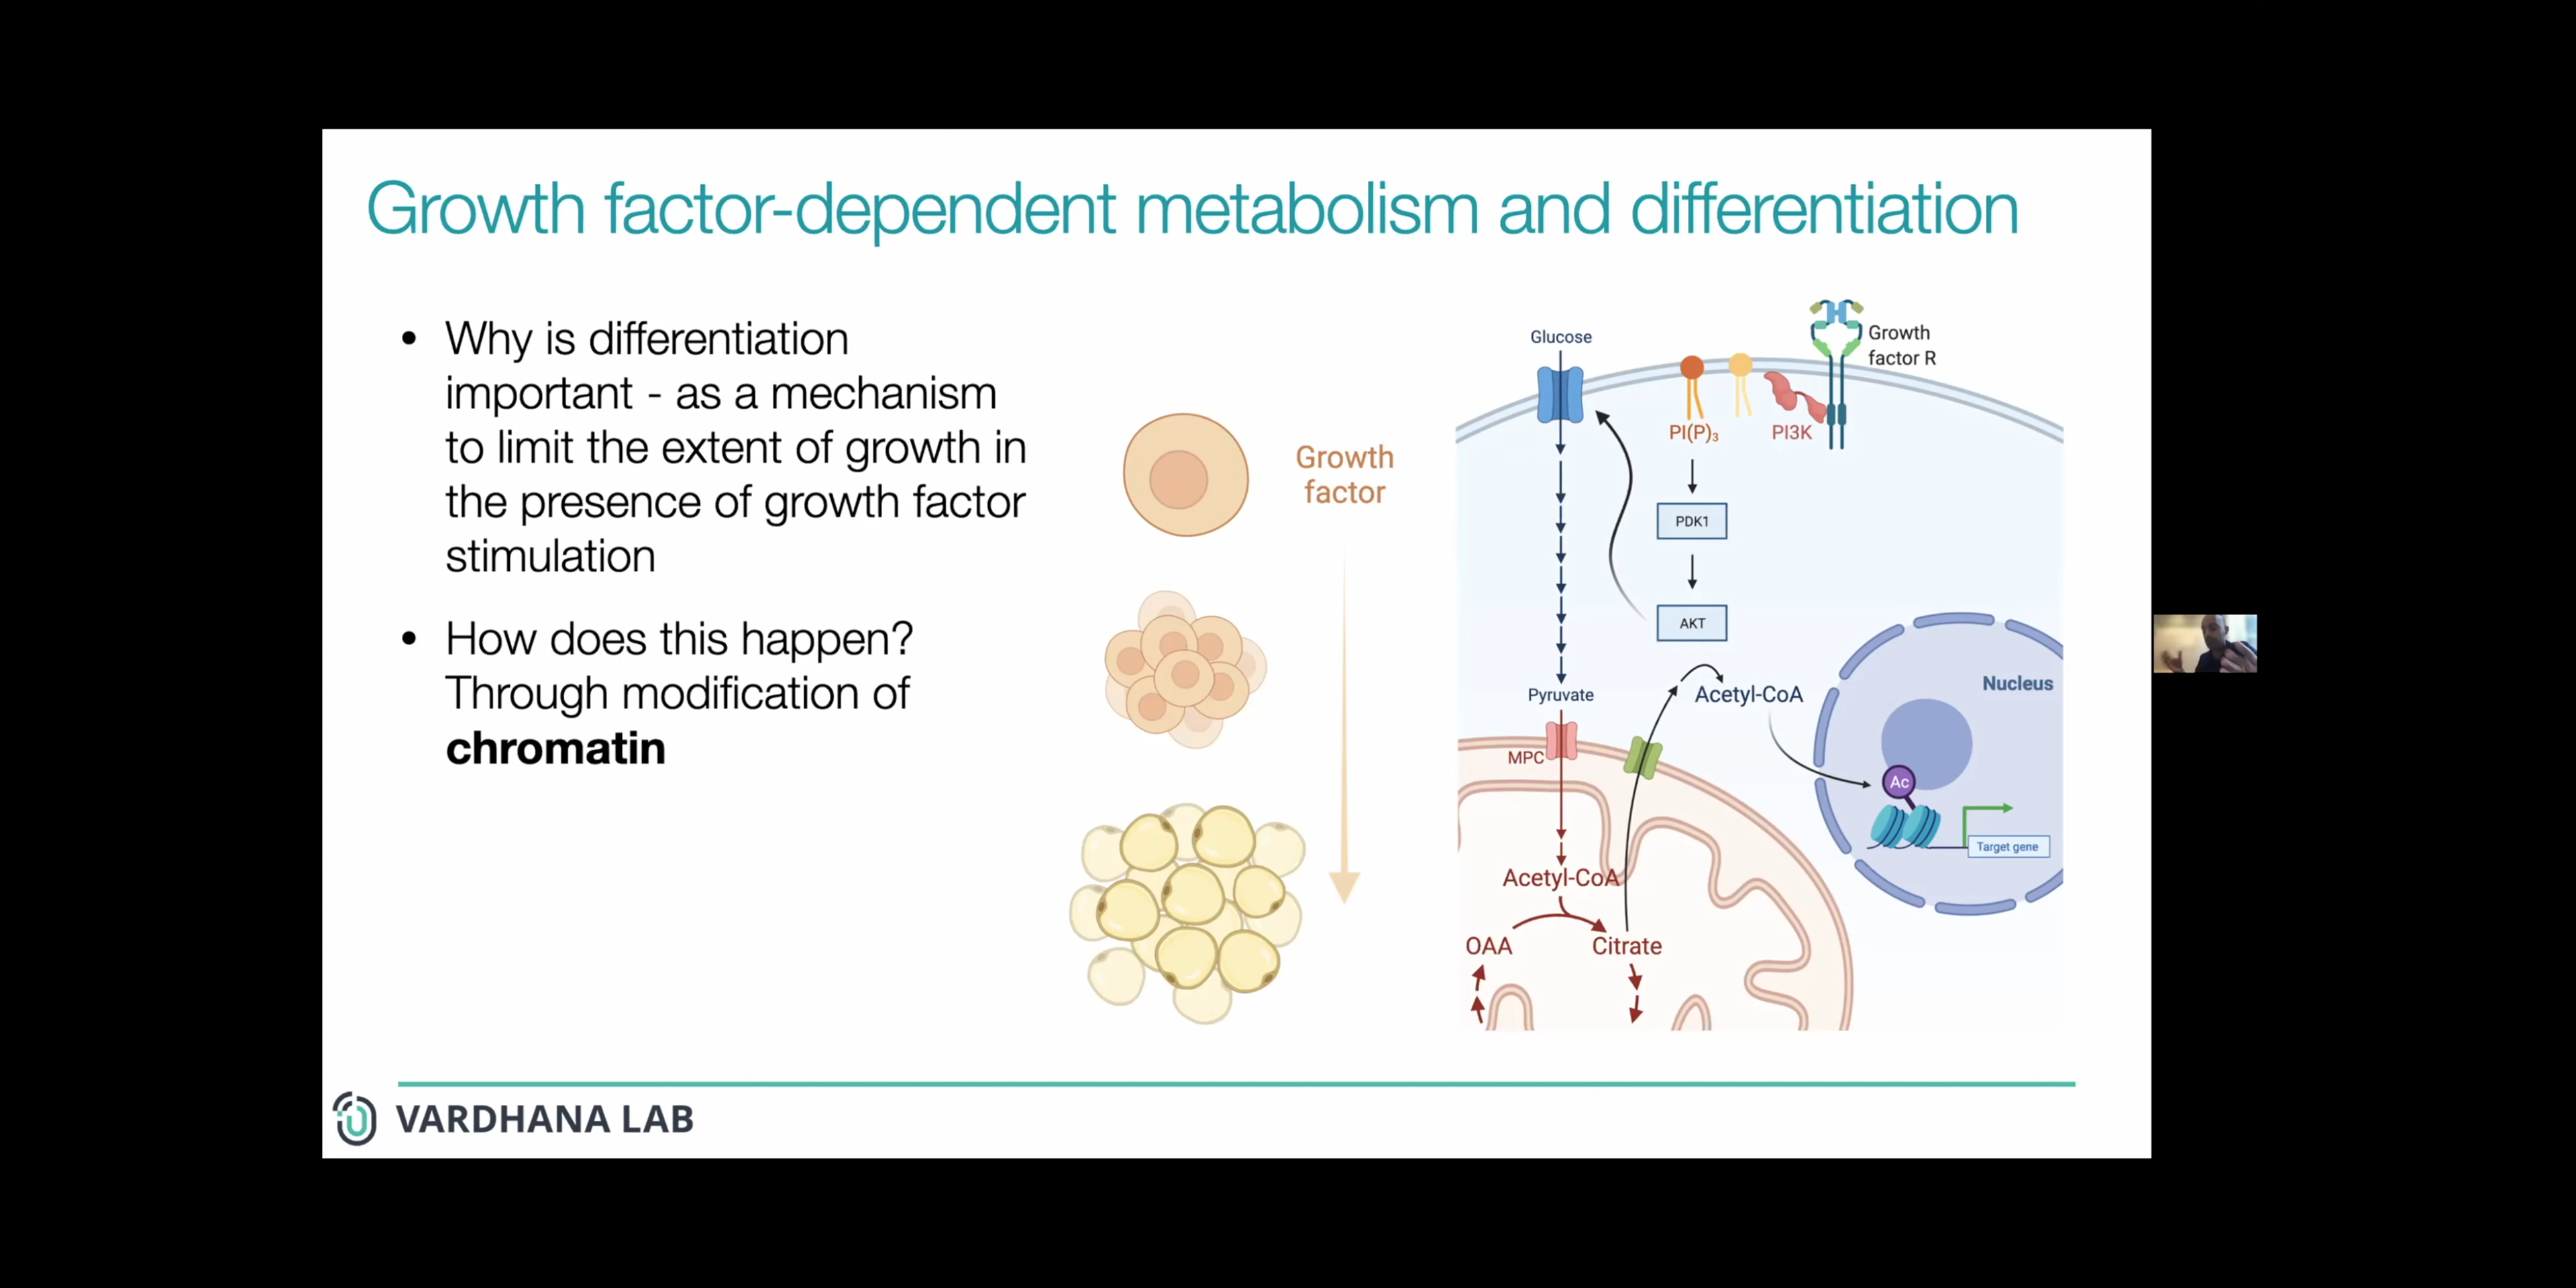 Growth factor-dependent metabolism and differentiation
• Why is differentiation
important - as a mechanism
to limit the extent of growth in
the presence of growth factor
stimulation
• How does this happen?
Through modification of
chromatin
Growth
factor
Glucose
Growth
factor R
PI(P)₃
PI3K
PDK1
AKT
Pyruvate
Acetyl-CoA
Nucleus
MPC
Ac
Target gene
Acetyl-CoA
OAA
Citrate
VARDHANA LAB